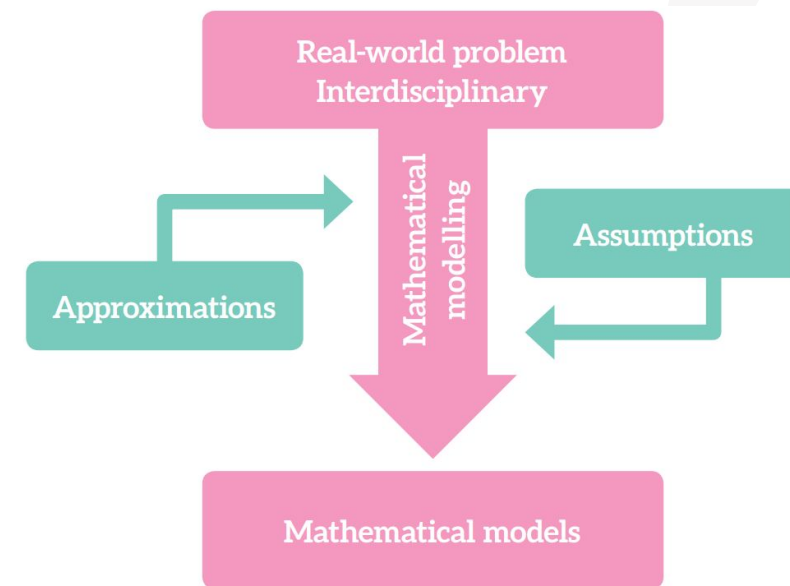 Real-world problem
Interdisciplinary
Mathematical
modelling
Assumptions
Approximations
Mathematical models